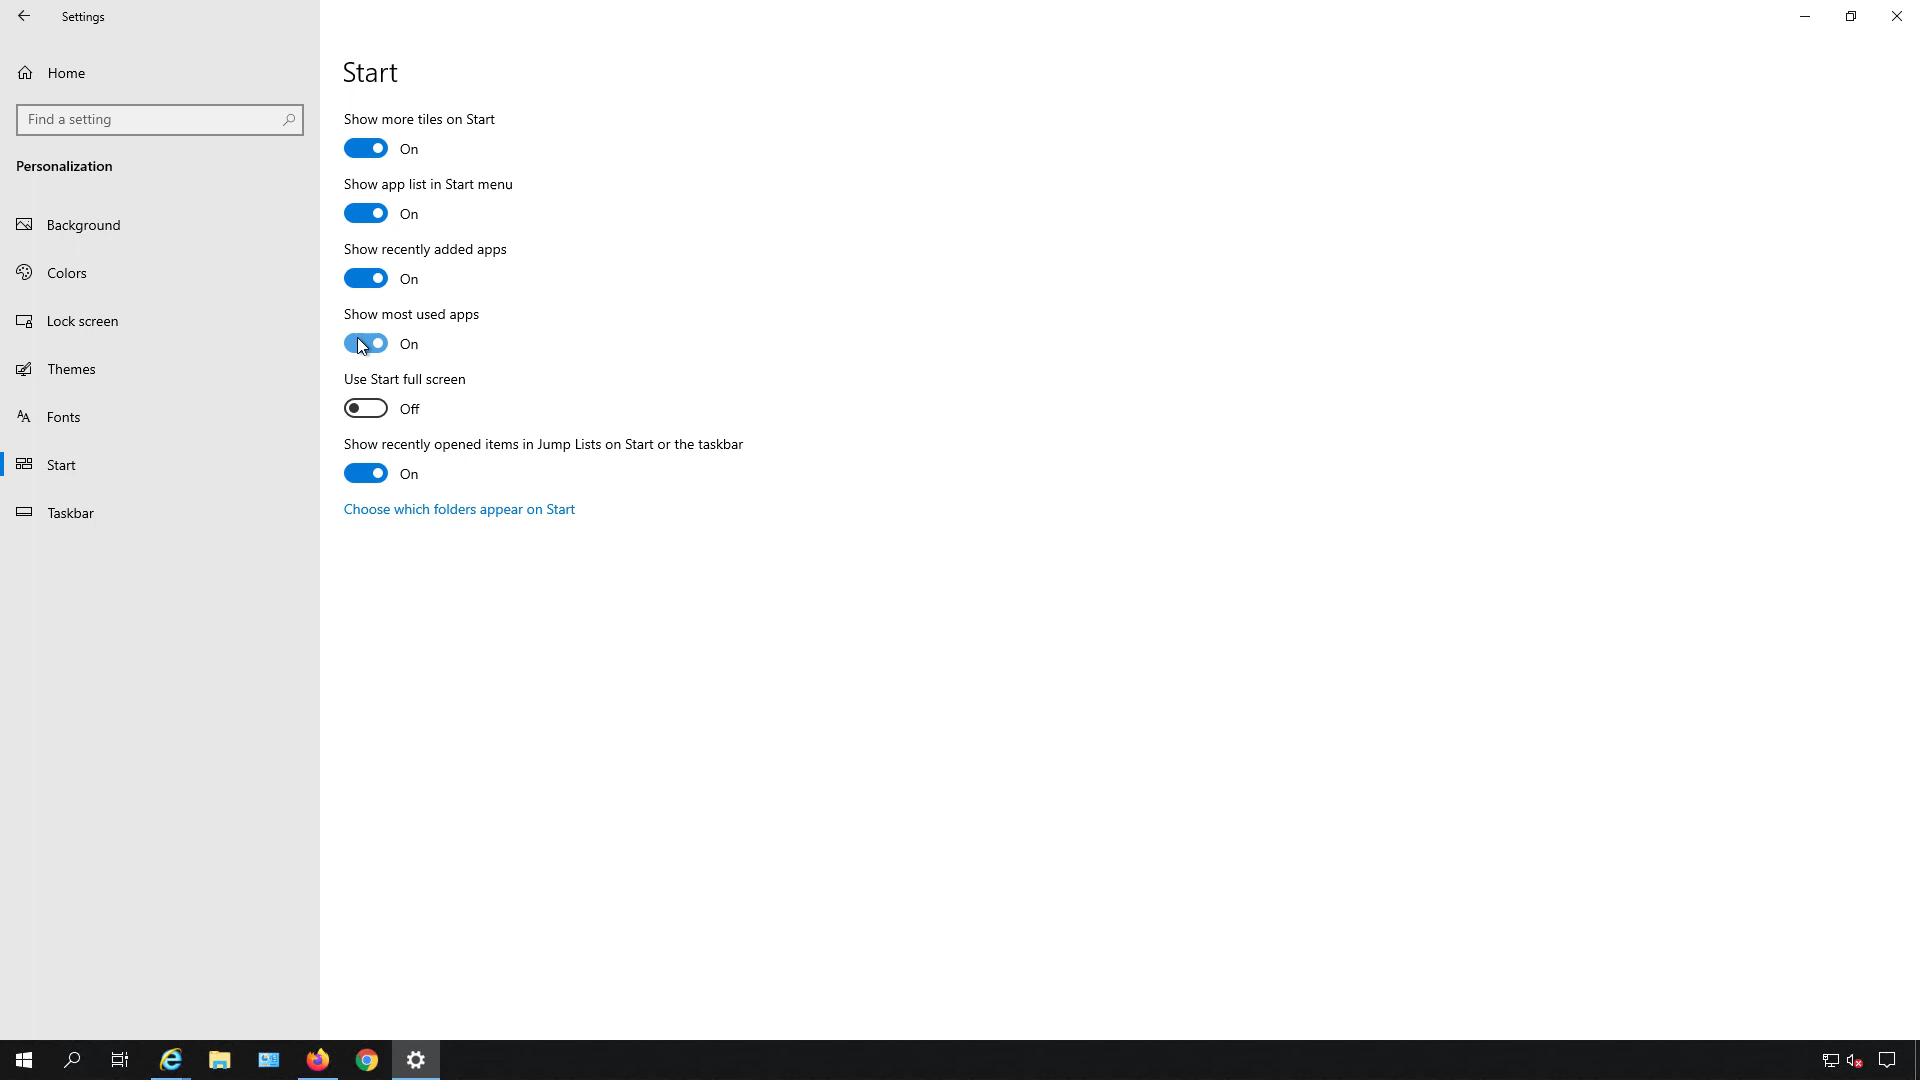 Settings
Home
Find a setting
Personalization
Background
Colors
Lock screen
Themes
Fonts
Start
Taskbar
Start
Show more tiles on Start
On
Show app list in Start menu
On
Show recently added apps
On
Show most used apps
On
Use Start full screen
Off
Show recently opened items in Jump Lists on Start or the taskbar
On
Choose which folders appear on Start